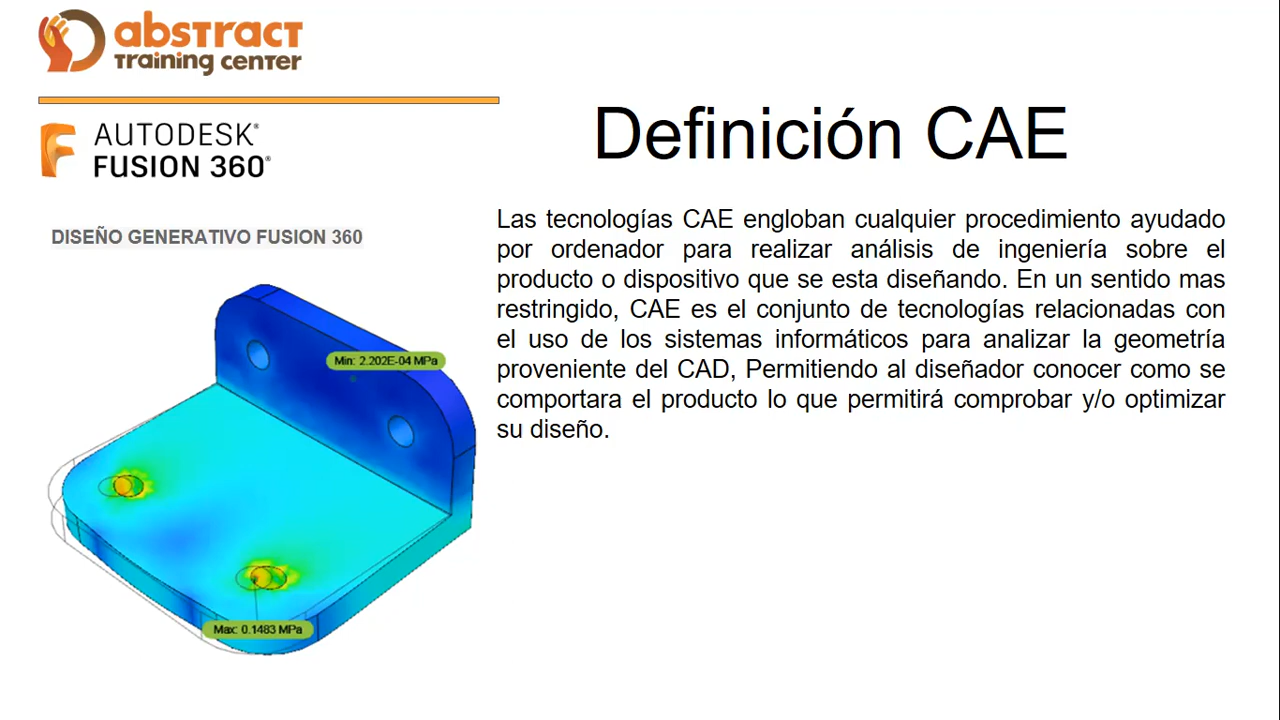 abstract
training center
AUTODESK®
FUSION 360®
DISEÑO GENERATIVO FUSION 360
Min: 2.202E-04 MPa
Max: 0.1483 MPa
Definición CAE
Las tecnologías CAE engloban cualquier procedimiento ayudado
por ordenador para realizar análisis de ingeniería sobre el
producto o dispositivo que se esta diseñando. En un sentido mas
restringido, CAE es el conjunto de tecnologías relacionadas con
el uso de los sistemas informáticos para analizar la geometría
proveniente del CAD, Permitiendo al diseñador conocer como se
comportara el producto lo que permitirá comprobar y/o optimizar
su diseño.